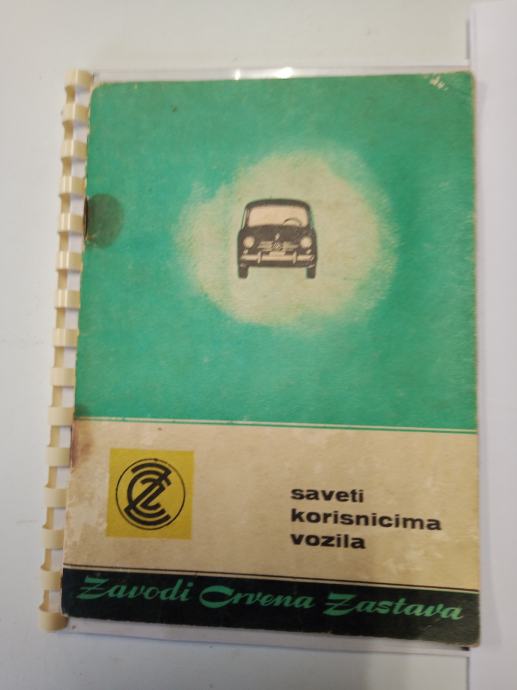 saveti
korisnicima
vozila
Zavodi Crvena Zastava